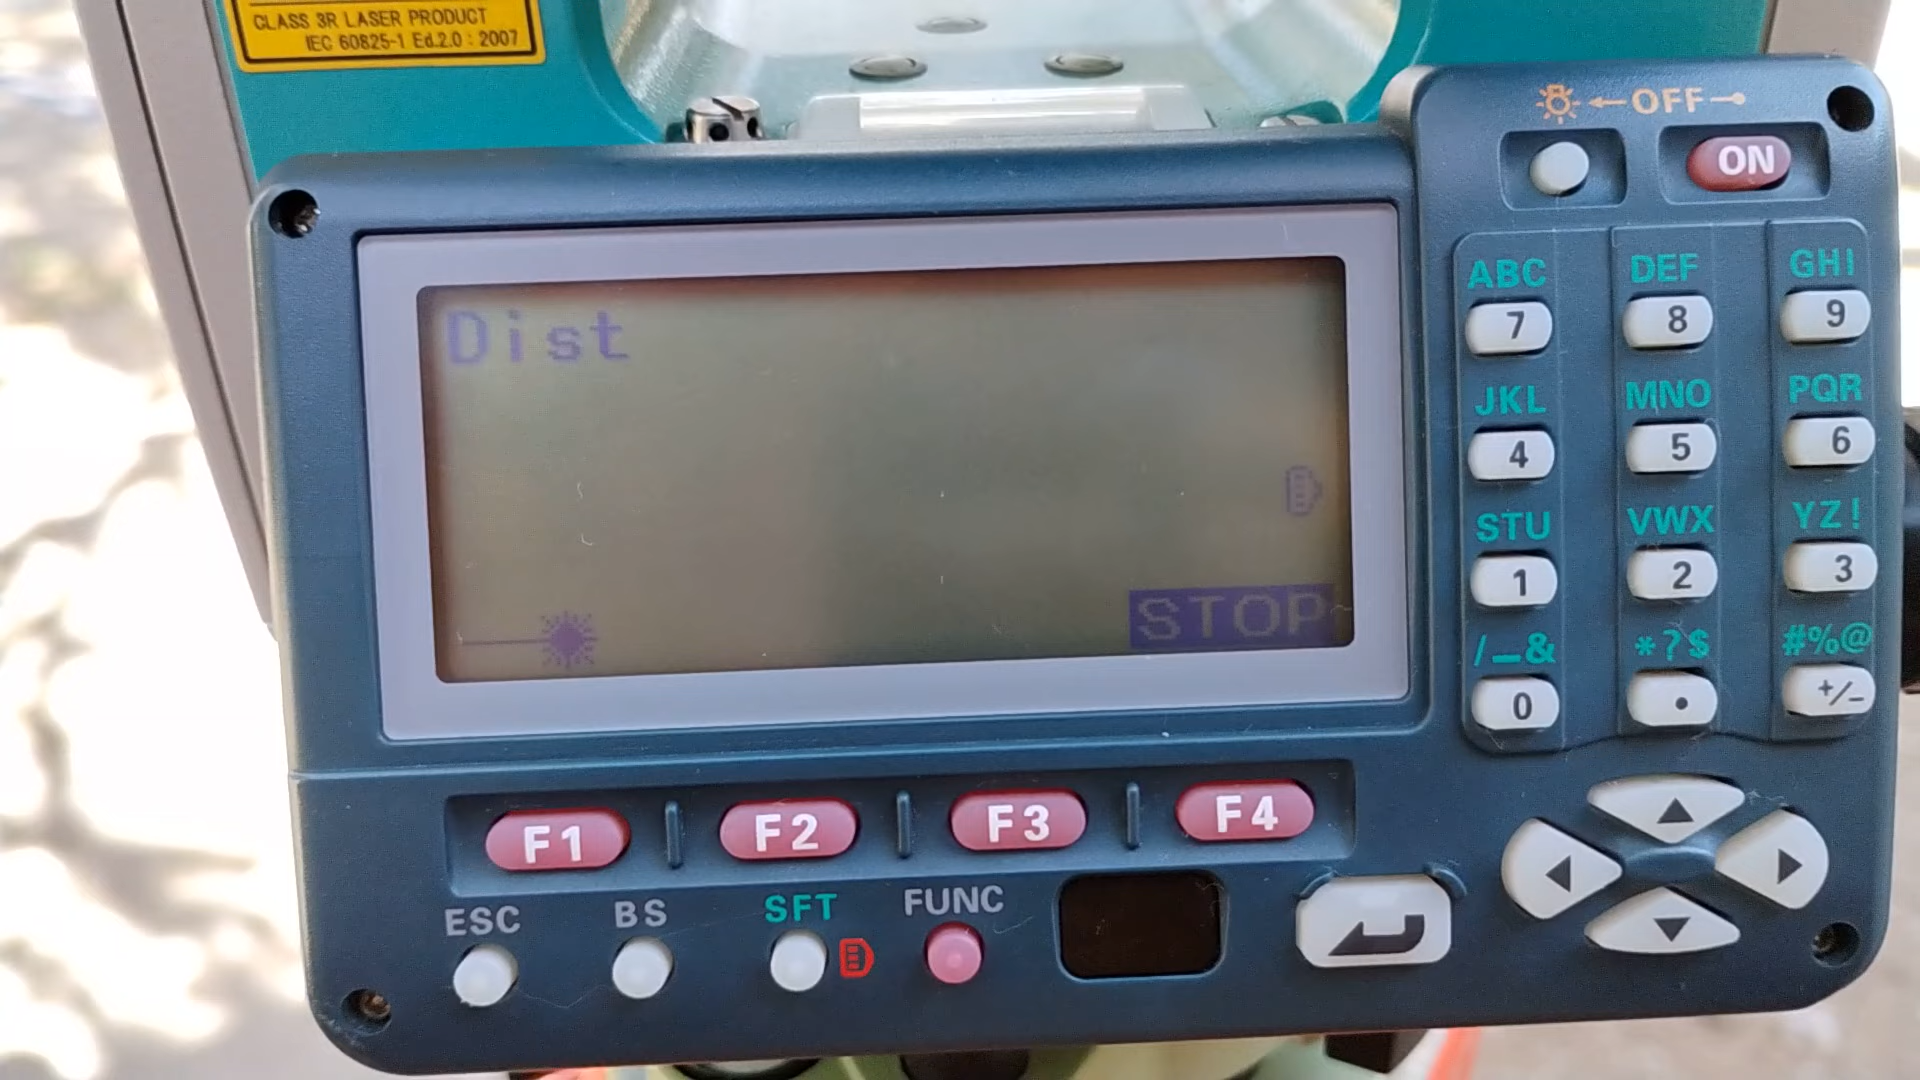 CLASS 3R LASER PRODUCT
IEC 60825-1 Ed.2.0 : 2007
OFF
ON
Dist
STOP
ABC DEF GHI
7 8 9
JKL MNO PQR
4 5 6
STU VWX YZ!
1 2 3
/_& *?$ #%@
0 . +/-
F1 F2 F3 F4
ESC BS SFT FUNC